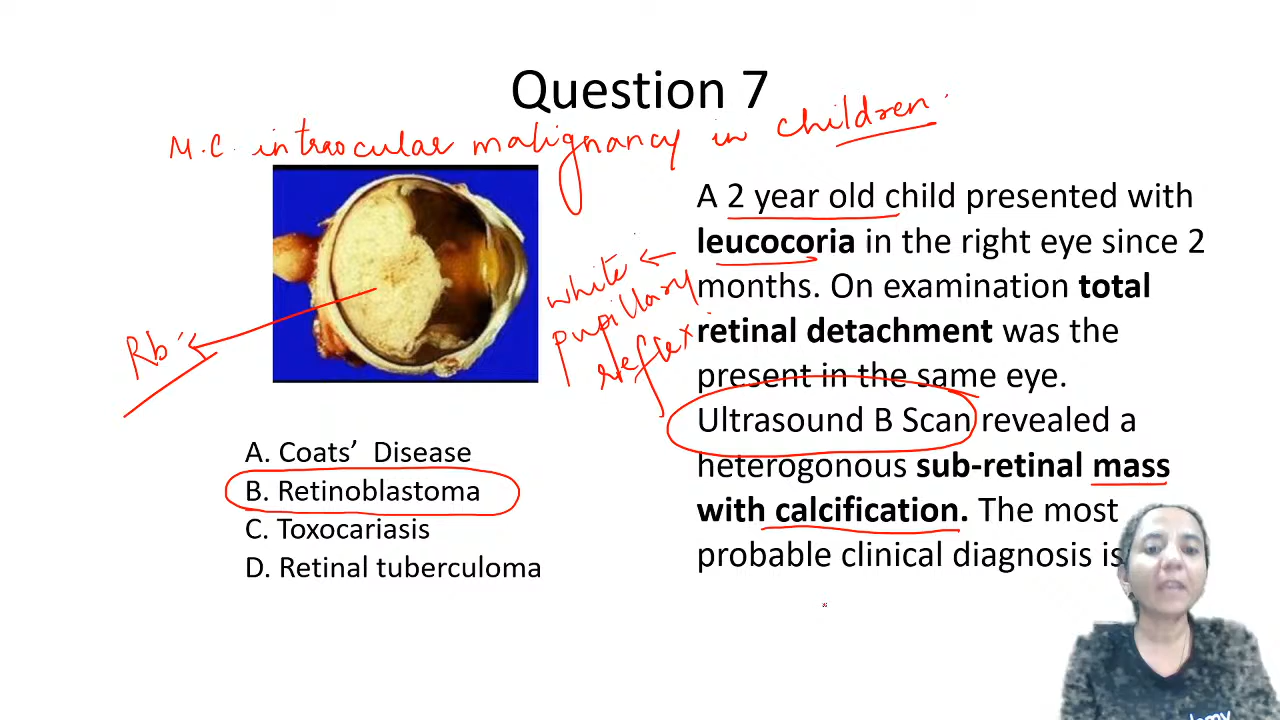 Question 7
M.C. intraocular malignancy in children.
A 2 year old child presented with
leucocoria in the right eye since 2
months. On examination total
retinal detachment was the
present in the same eye.
Ultrasound B Scan revealed a
heterogonous sub-retinal mass
with calcification. The most
probable clinical diagnosis is
white ←
pupillary
reflex
Rb
A. Coats’ Disease
B. Retinoblastoma
C. Toxocariasis
D. Retinal tuberculoma